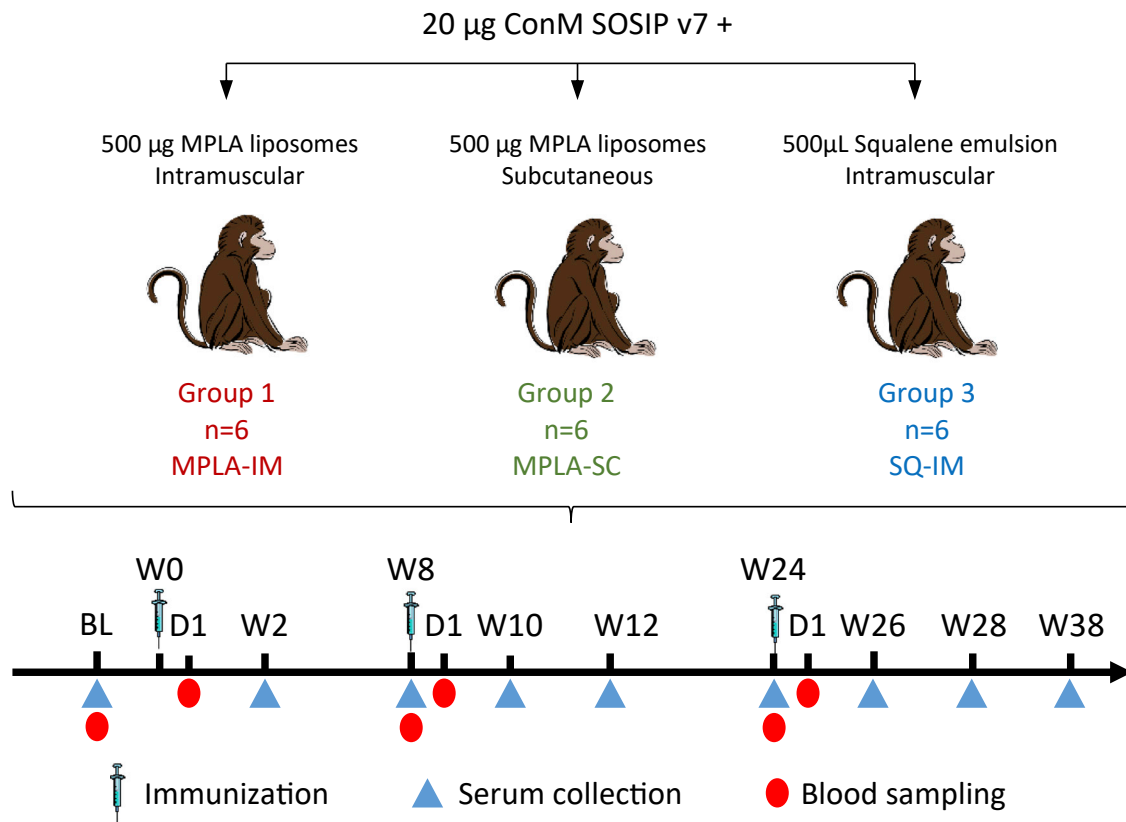 20 µg ConM SOSIP v7 +
500 µg MPLA liposomes
Intramuscular
500 µg MPLA liposomes
Subcutaneous
500µL Squalene emulsion
Intramuscular
Group 1
n=6
MPLA-IM
Group 2
n=6
MPLA-SC
Group 3
n=6
SQ-IM
W0 W8 W24
BL D1 W2 D1 W10 W12 D1 W26 W28 W38
Immunization Serum collection Blood sampling